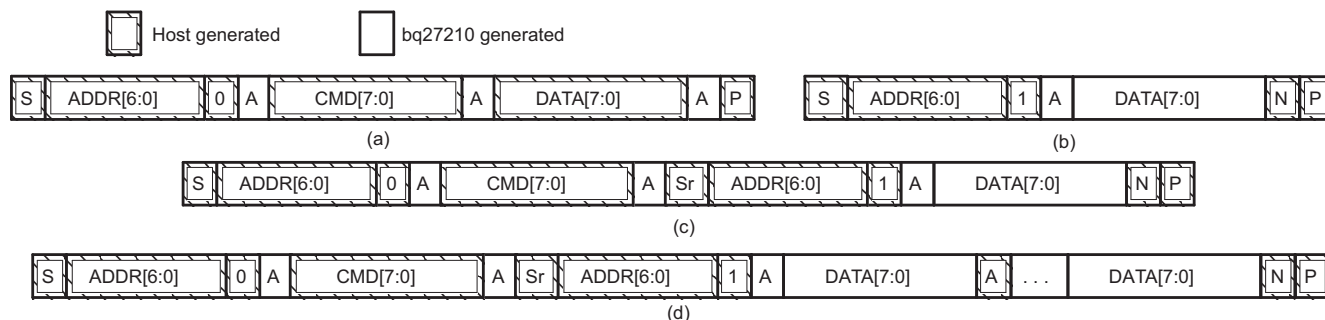 Host generated bq27210 generated
S ADDR[6:0] 0 A CMD[7:0] A DATA[7:0] A P S ADDR[6:0] 1 A DATA[7:0] N P
(a) (b)
S ADDR[6:0] 0 A CMD[7:0] A Sr ADDR[6:0] 1 A DATA[7:0] N P
(c)
S ADDR[6:0] 0 A CMD[7:0] A Sr ADDR[6:0] 1 A DATA[7:0] A . . . DATA[7:0] N P
(d)